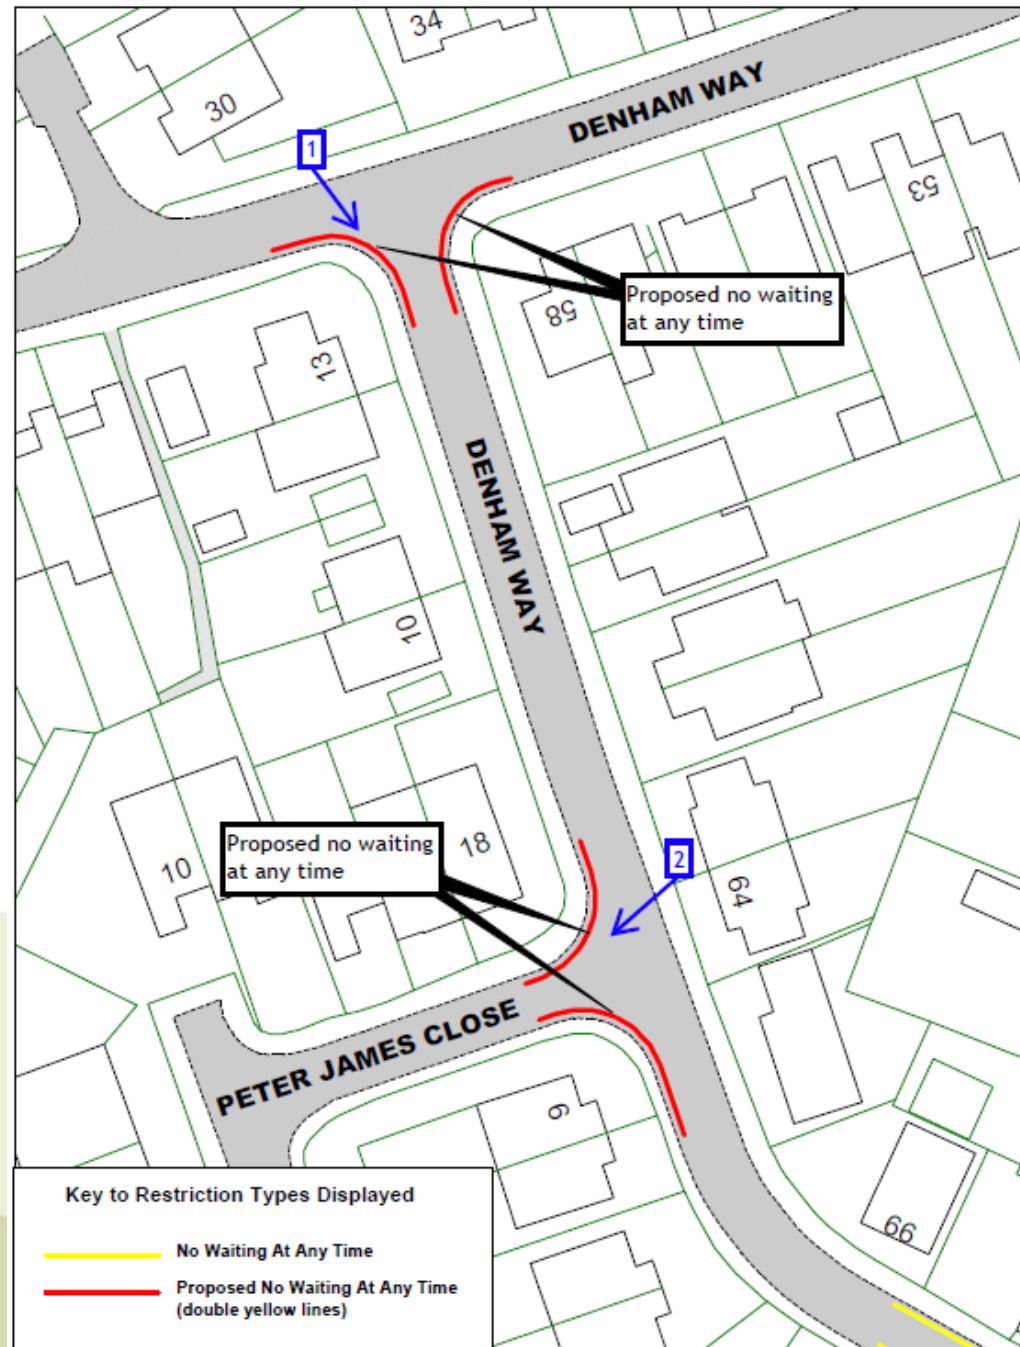 34
30
DENHAM WAY
1
53
Proposed no waiting
at any time
58
13
DENHAM WAY
10
Proposed no waiting
at any time
18
10
2
64
PETER JAMES CLOSE
9
66
Key to Restriction Types Displayed
No Waiting At Any Time
Proposed No Waiting At Any Time
(double yellow lines)